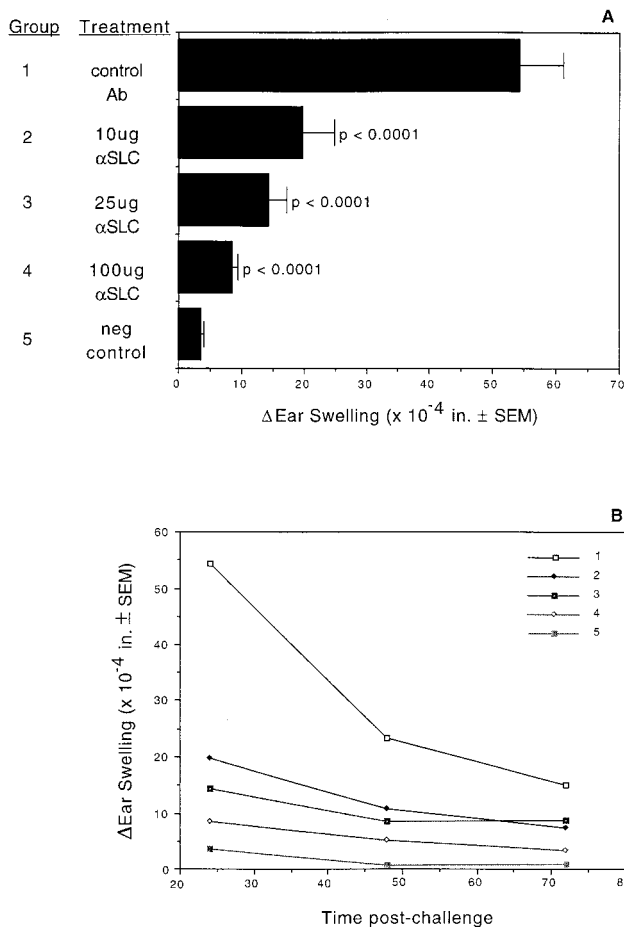 Group Treatment
A
1 control Ab
2 10ug αSLC
p < 0.0001
3 25ug αSLC
p < 0.0001
4 100ug αSLC
p < 0.0001
5 neg control
0 10 20 30 40 50 60 70
ΔEar Swelling (x 10⁻⁴ in. ± SEM)
B
60
50
40
30
20
10
0
ΔEar Swelling (x 10⁻⁴ in. ± SEM)
1
2
3
4
5
20 30 40 50 60 70 80
Time post-challenge